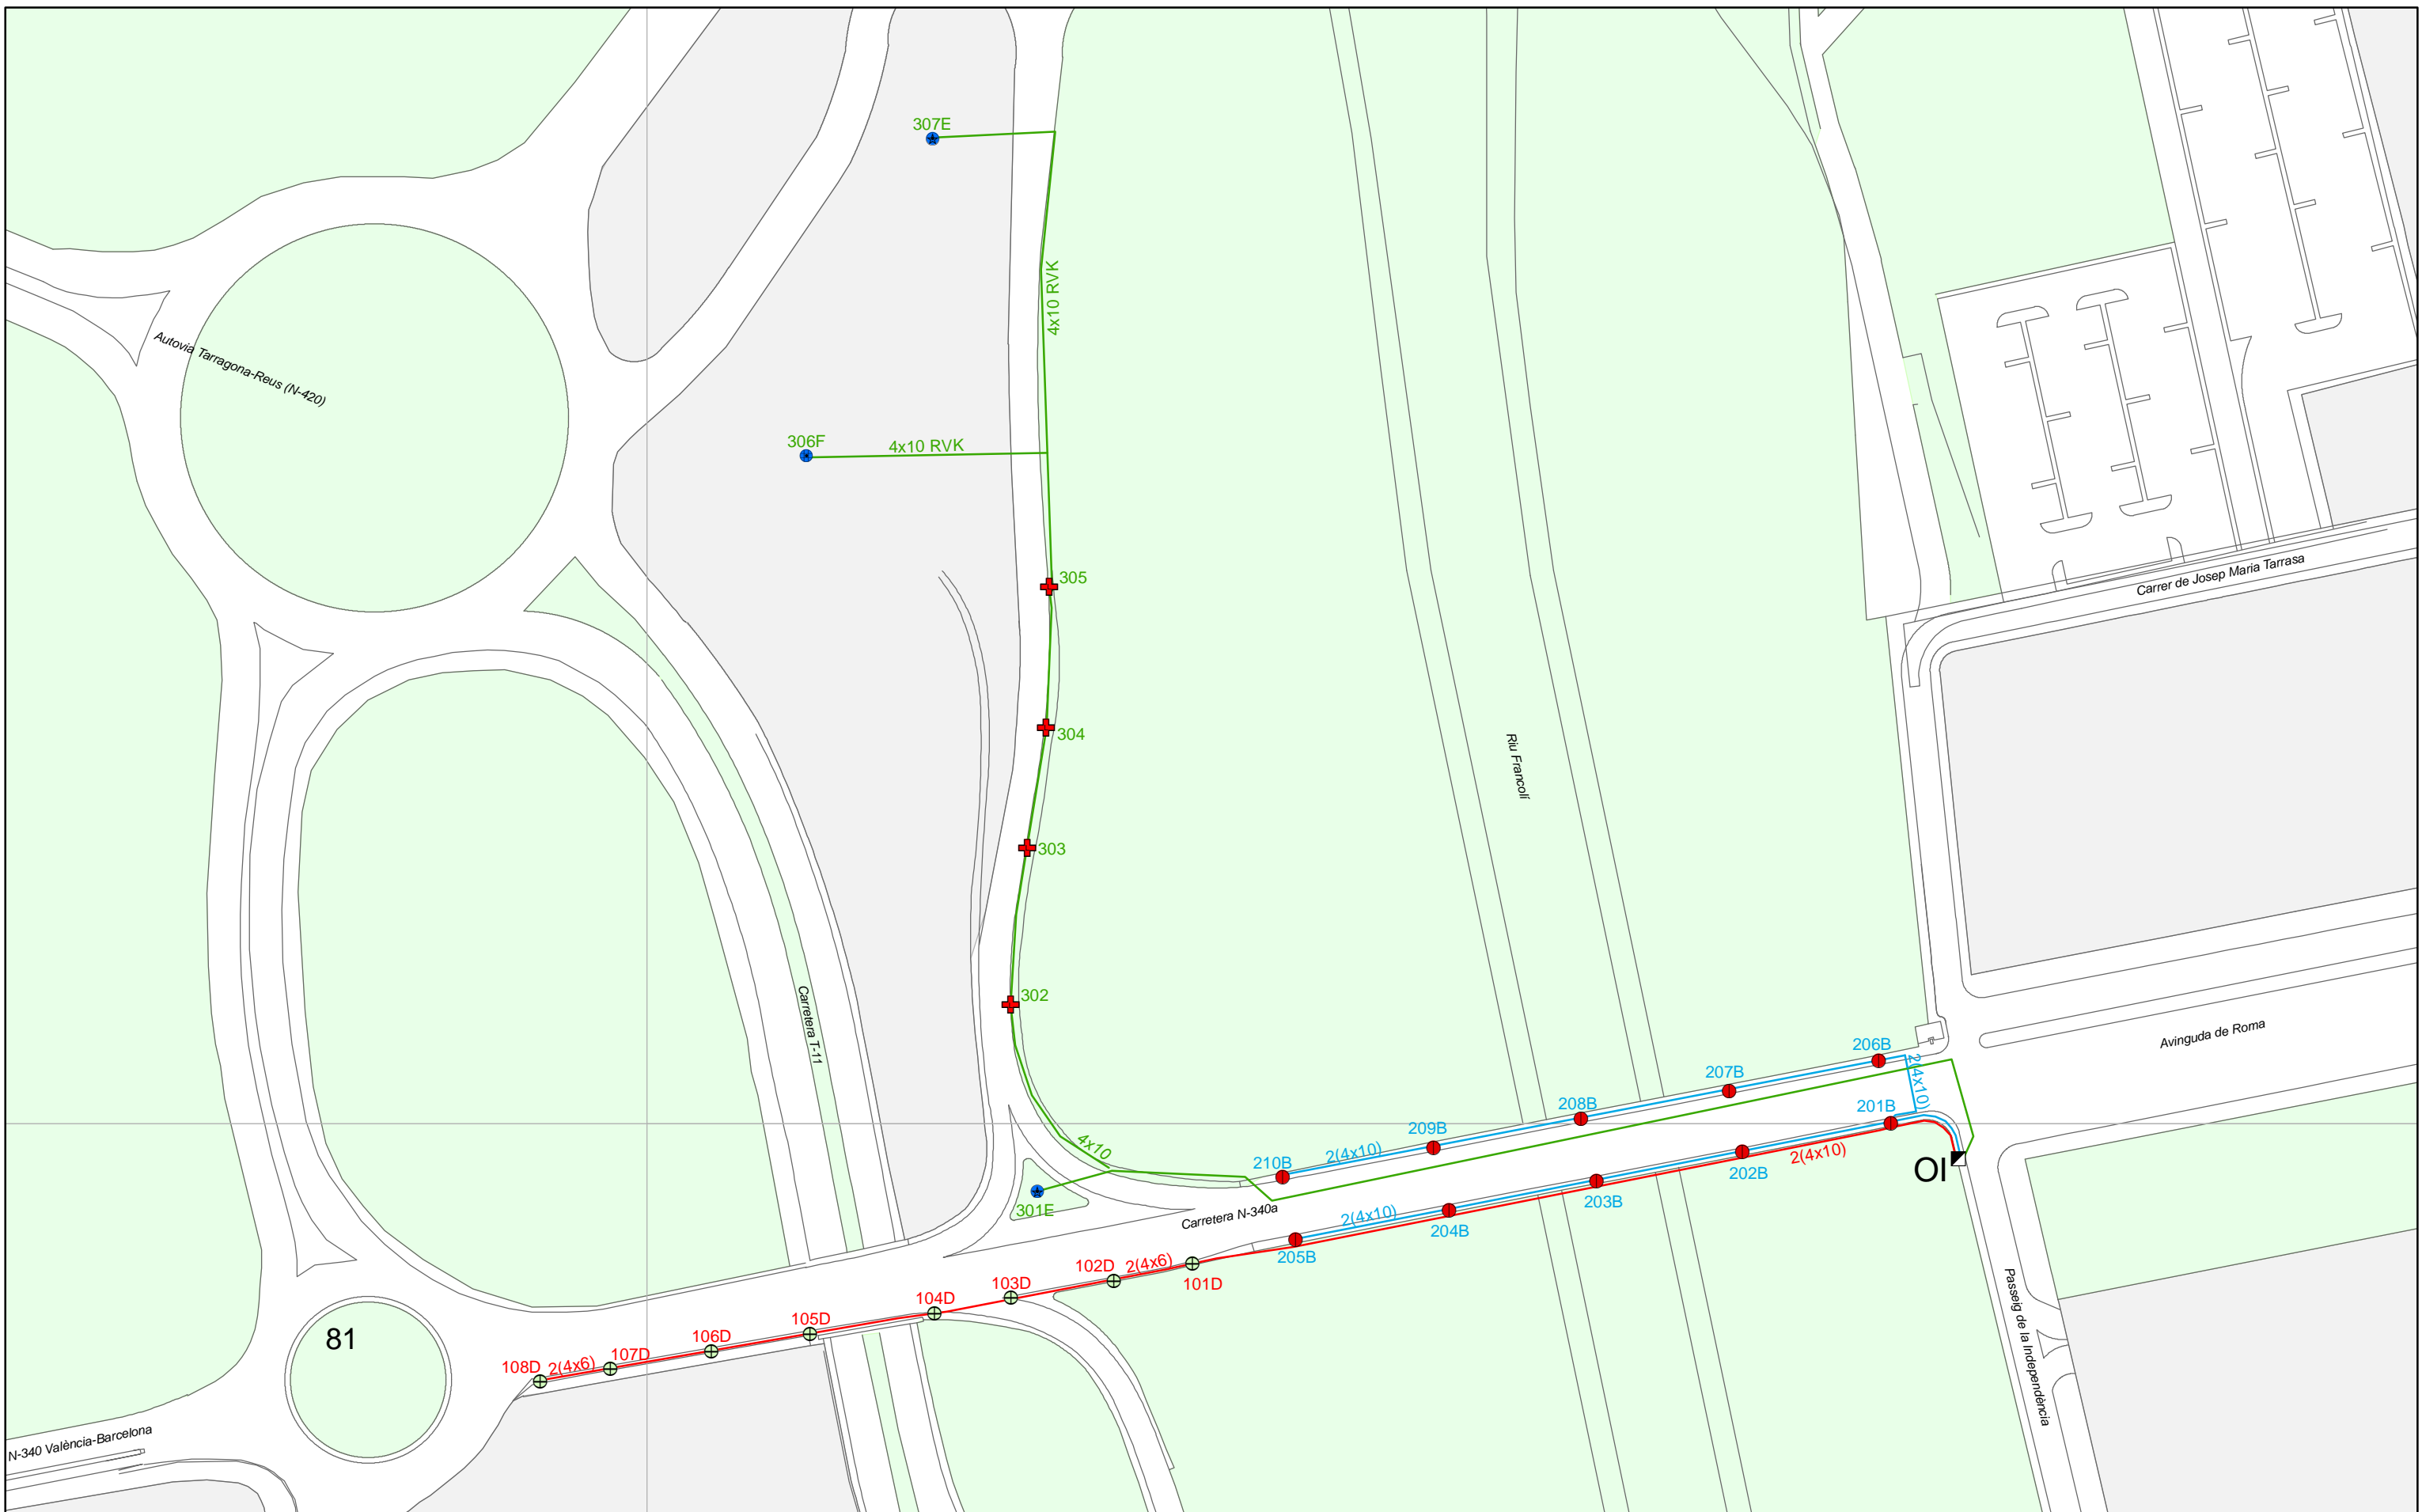 307E
4x10 RVK
Autovia Tarragona-Reus (N-420)
306F
4x10 RVK
305
Carrer de Josep Maria Tarrasa
304
Riu Francolí
303
302
Carretera T-11
Avinguda de Roma
206B
2(4x10)
207B
201B
208B
209B
4x10
2(4x10)
210B
2(4x10)
202B
OI
203B
301E
Carretera N-340a
2(4x10)
204B
205B
102D
2(4x6)
101D
103D
104D
105D
106D
81
107D
108D
2(4x6)
Passeig de la Independència
N-340 València-Barcelona